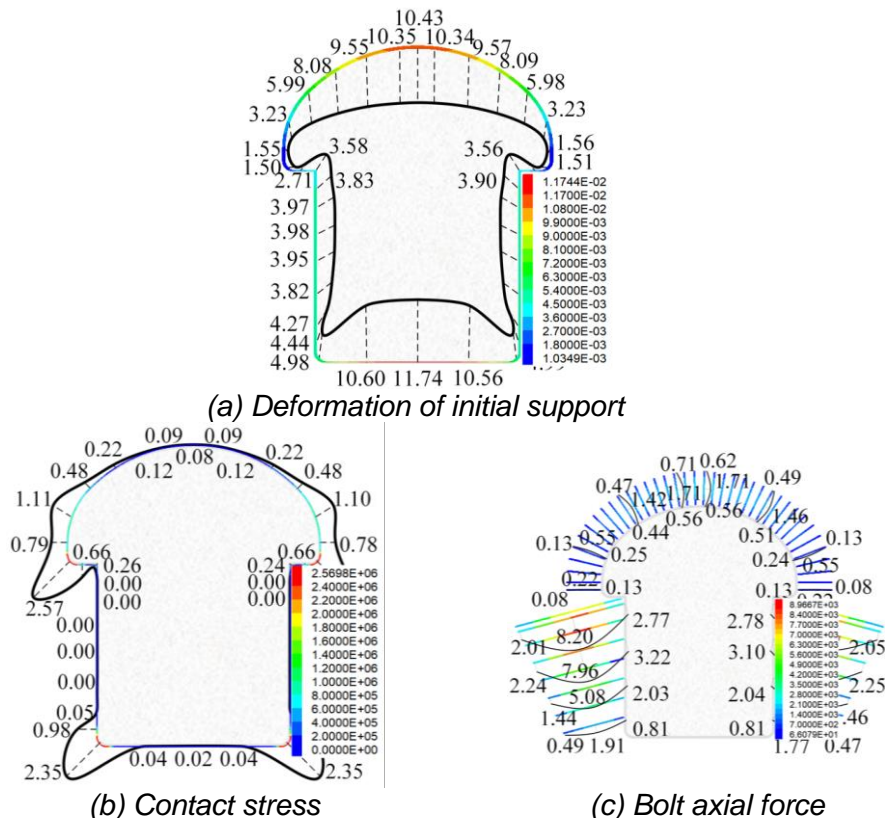 10.43
10.35 10.34
9.55 9.57
8.08 8.09
5.99 5.98
3.23 3.23
1.55 3.58 3.56 1.56
1.50 1.51
2.71 3.83 3.90
3.97
3.98
3.95
3.82
4.27
4.44
4.98
10.60 11.74 10.56
1.1744E-02
1.1700E-02
1.0800E-02
9.9000E-03
9.0000E-03
8.1000E-03
7.2000E-03
6.3000E-03
5.4000E-03
4.5000E-03
3.6000E-03
2.7000E-03
1.8000E-03
1.0349E-03
(a) Deformation of initial support
0.09 0.09
0.22 0.08 0.22
0.48 0.12 0.12 0.48
1.11 1.10
0.79 0.78
0.66 0.66
0.26 0.24
0.00 0.00
0.00 0.00
2.57
0.00
0.00
0.00
0.05
0.98
2.35 2.35
0.04 0.02 0.04
2.5698E+06
2.4000E+06
2.2000E+06
2.0000E+06
1.8000E+06
1.6000E+06
1.4000E+06
1.2000E+06
1.0000E+06
8.0000E+05
6.0000E+05
4.0000E+05
2.0000E+05
0.0000E+00
(b) Contact stress
0.71 0.62
0.47 1.42 1.71 1.71 0.49
0.56 0.56 1.46
0.13 0.55 0.44 0.51 0.13
0.25 0.24 0.55
0.22 0.13 0.13
0.08 0.08
2.77 2.78
8.20
2.01 2.05
3.22 3.10
7.96
2.24 2.25
5.08 2.03 2.04
1.44 .46
0.81 0.81
0.49 1.91 1.77 0.47
8.9667E+03
8.4000E+03
7.7000E+03
7.0000E+03
6.3000E+03
5.6000E+03
4.9000E+03
4.2000E+03
3.5000E+03
2.8000E+03
2.1000E+03
1.4000E+03
7.0000E+02
6.6079E+01
(c) Bolt axial force